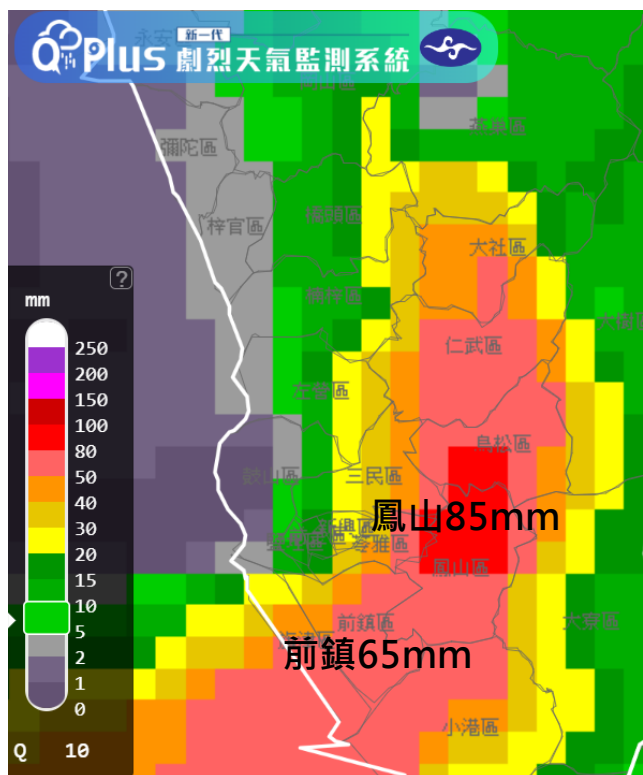 QPlus 新一代
劇烈天氣監測系統
永安區
燕巢區
彌陀區
橋頭區
梓官區
大社區
楠梓區
仁武區
左營區
鳥松區
鼓山區
三民區
鳳山85mm
新興區
苓雅區
鳳山區
前鎮區
大寮區
前鎮65mm
小港區
?
mm
250
200
150
100
80
50
40
30
20
15
10
5
2
1
0
Q 10